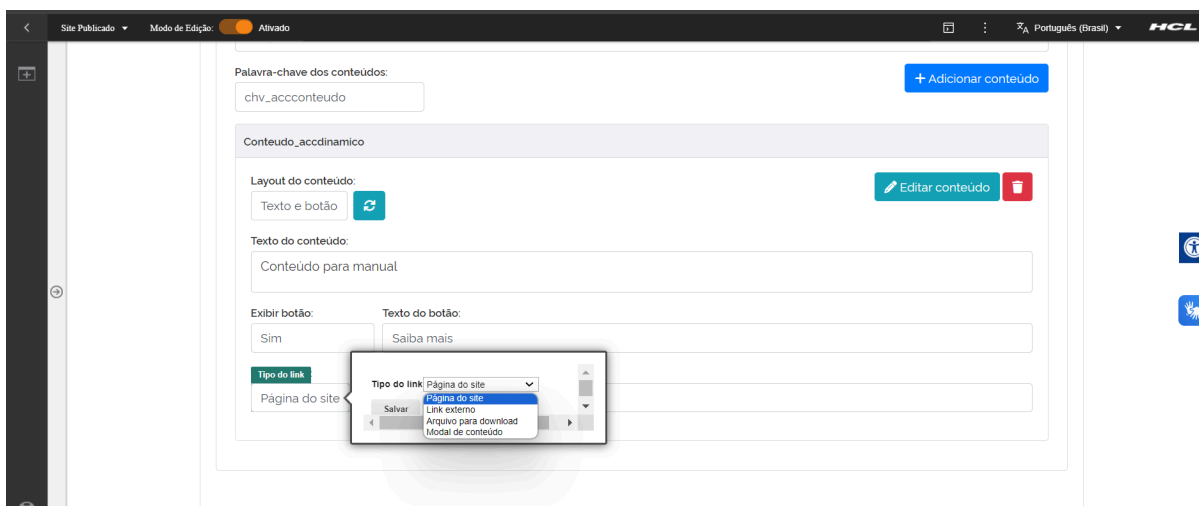 Site Publicado Modo de Edição: Ativado Português (Brasil) HCL
Palavra-chave dos conteúdos:
+ Adicionar conteúdo
chv_accconteudo
Conteudo_accdinamico
Layout do conteúdo:
Editar conteúdo
Texto e botão
Texto do conteúdo:
Conteúdo para manual
Exibir botão: Texto do botão:
Sim Saiba mais
Tipo do link
Página do site
Tipo do link Página do site
Página do site
Salvar
Link externo
Arquivo para download
Modal de conteúdo